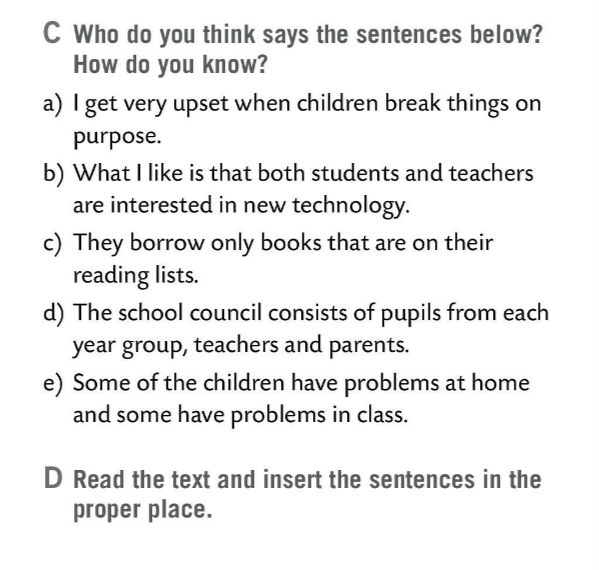 C Who do you think says the sentences below?
How do you know?
a) I get very upset when children break things on
purpose.
b) What I like is that both students and teachers
are interested in new technology.
c) They borrow only books that are on their
reading lists.
d) The school council consists of pupils from each
year group, teachers and parents.
e) Some of the children have problems at home
and some have problems in class.
D Read the text and insert the sentences in the
proper place.